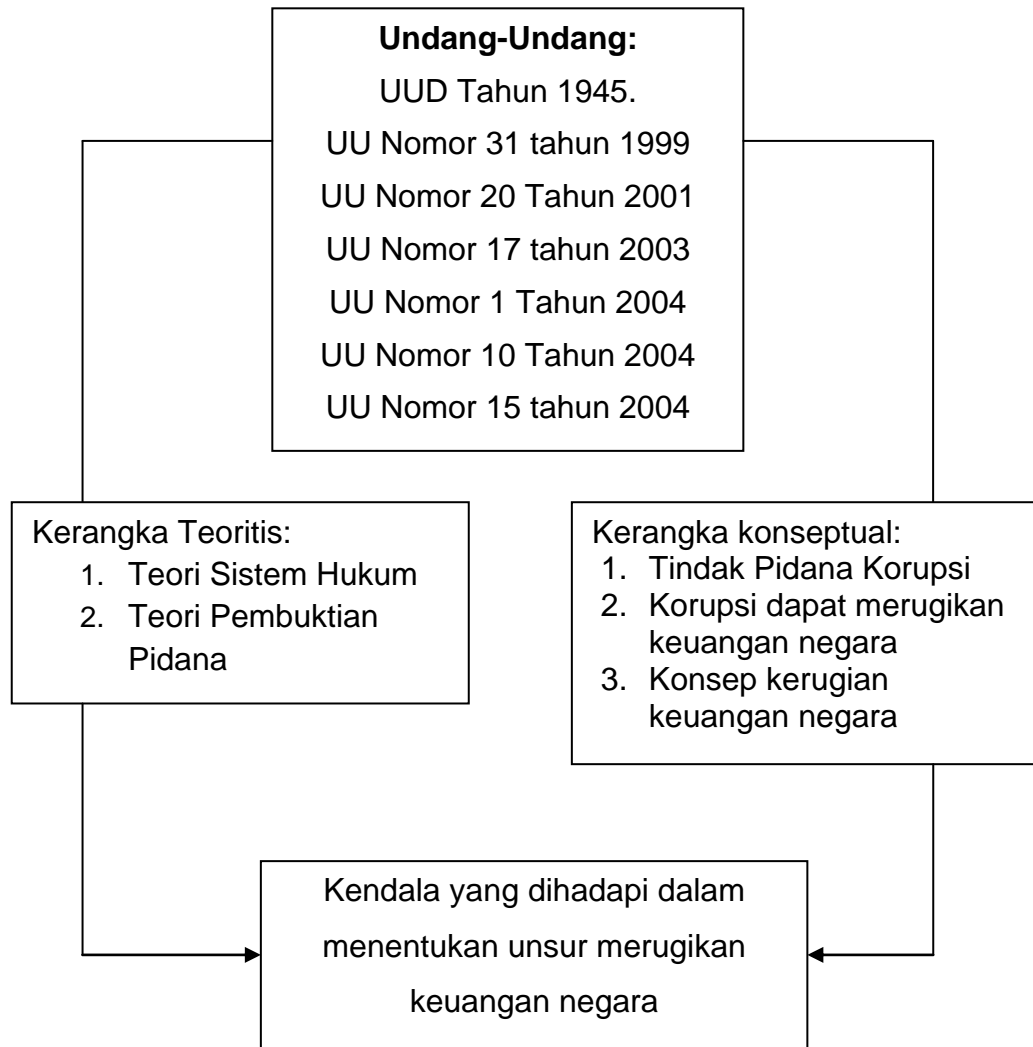 Undang-Undang:
UUD Tahun 1945.
UU Nomor 31 tahun 1999
UU Nomor 20 Tahun 2001
UU Nomor 17 tahun 2003
UU Nomor 1 Tahun 2004
UU Nomor 10 Tahun 2004
UU Nomor 15 tahun 2004
Kerangka Teoritis:
1. Teori Sistem Hukum
2. Teori Pembuktian
Pidana
Kerangka konseptual:
1. Tindak Pidana Korupsi
2. Korupsi dapat merugikan
keuangan negara
3. Konsep kerugian
keuangan negara
Kendala yang dihadapi dalam
menentukan unsur merugikan
keuangan negara